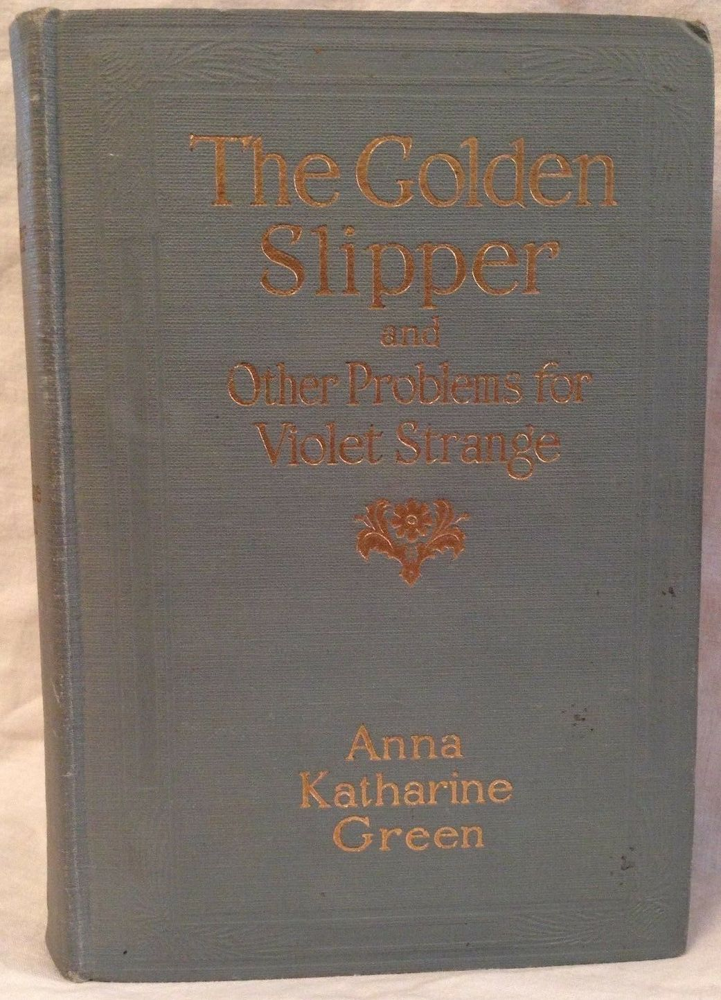 The Golden
Slipper
and
Other Problems for
Violet Strange
Anna
Katharine
Green